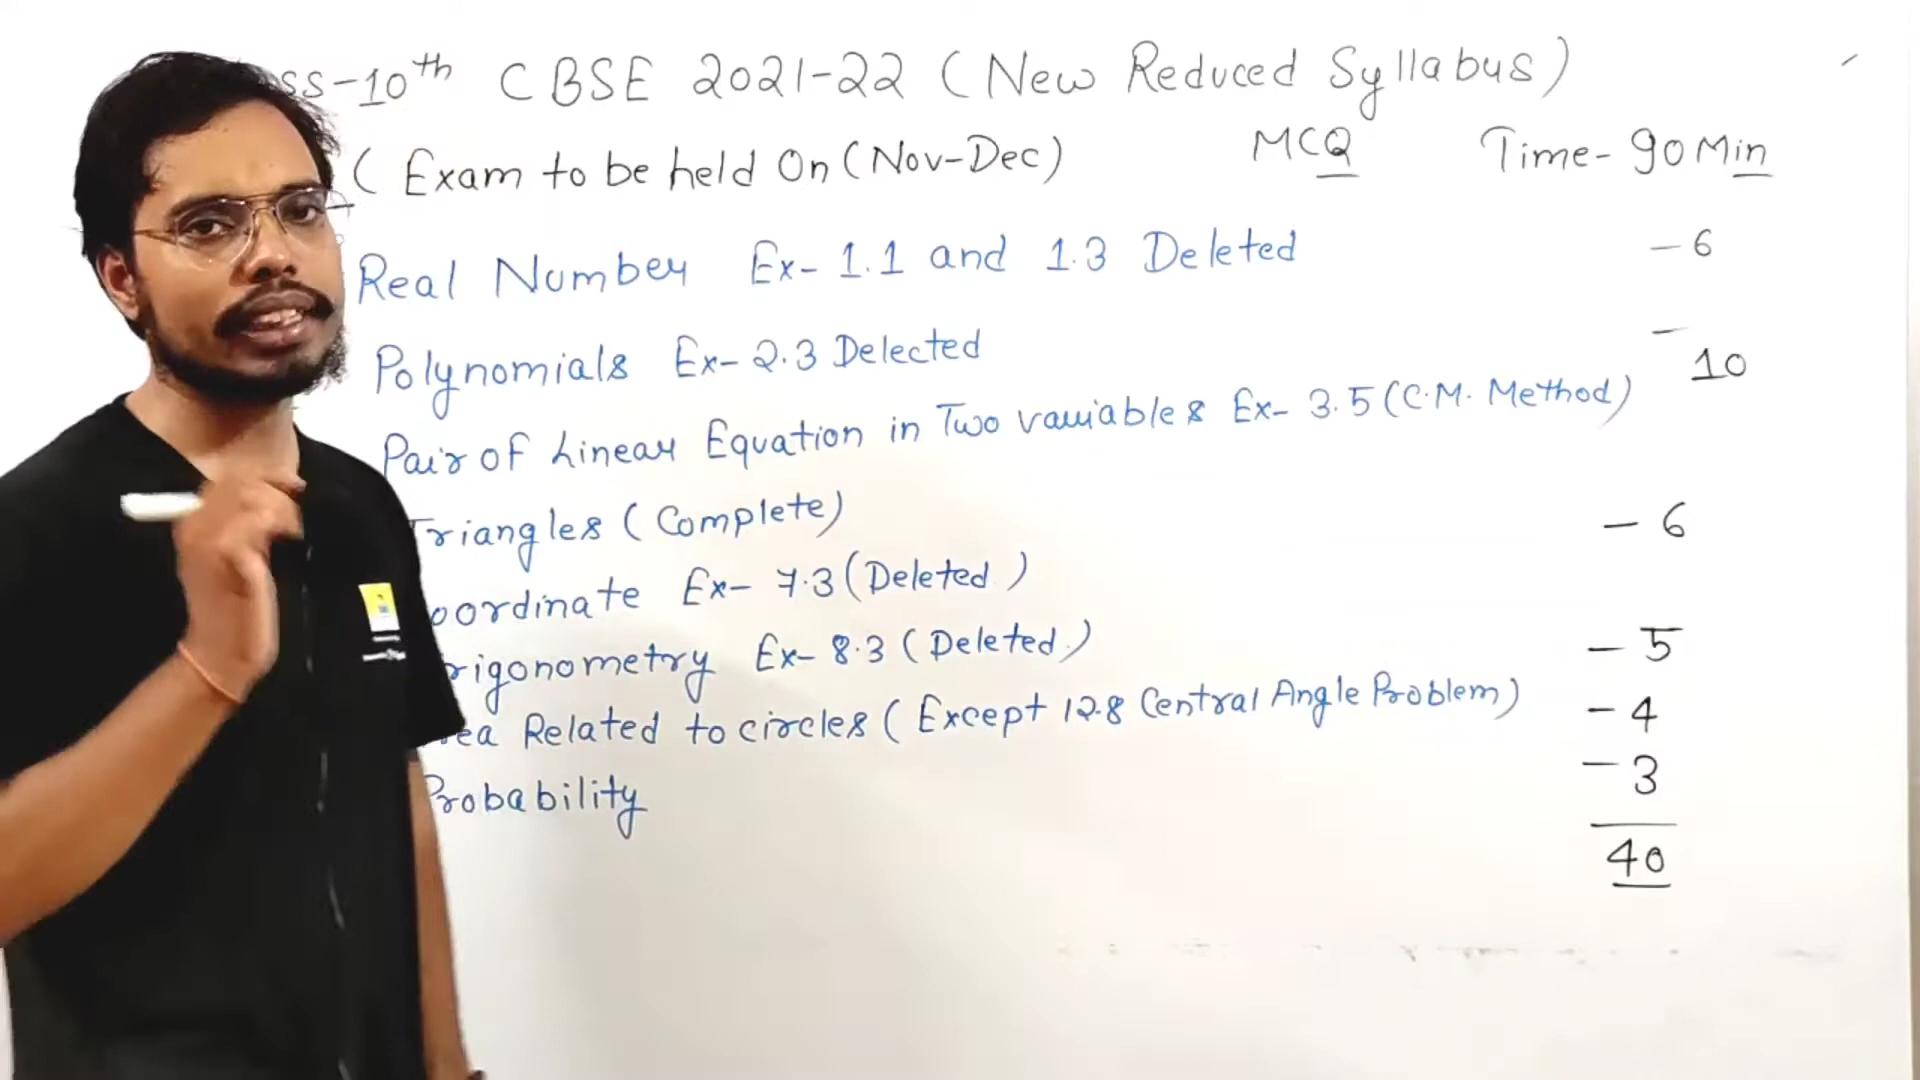 ss-10th CBSE 2021-22 (New Reduced Syllabus)
(Exam to be held On (Nov-Dec) MCQ Time- 90 Min
Real Number Ex- 1.1 and 1.3 Deleted - 6
Polynomials Ex- 2.3 Delected -
10
Pair of Linear Equation in Two variables Ex- 3.5 (C.M. Method)
Triangles (Complete) - 6
oordinate Ex- 7.3 (Deleted)
rigonometry Ex- 8.3 (Deleted.) - 5
ea Related to circles (Except 12.8 Central Angle Problem) - 4
Probability - 3
40